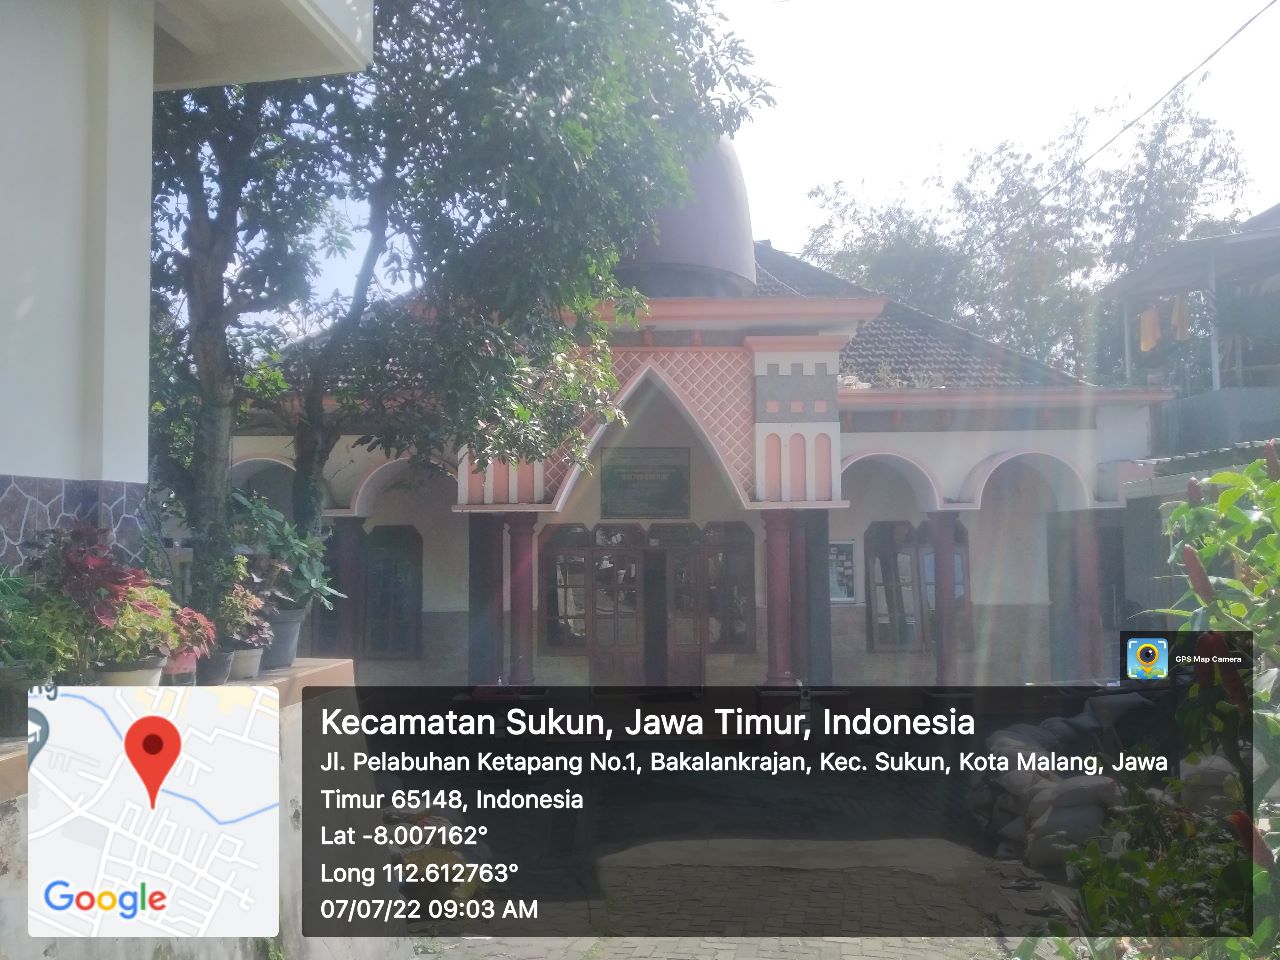 GPS Map Camera
Google
Kecamatan Sukun, Jawa Timur, Indonesia
Jl. Pelabuhan Ketapang No.1, Bakalankrajan, Kec. Sukun, Kota Malang, Jawa
Timur 65148, Indonesia
Lat -8.007162°
Long 112.612763°
07/07/22 09:03 AM